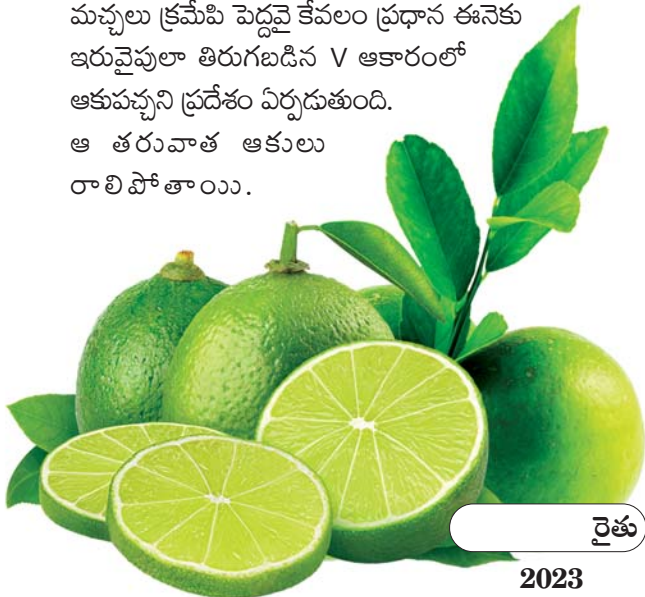 మచ్చలు క్రమేపి పెద్దవై కేవలం ప్రధాన ఈనెకు
ఇరువైపులా తిరుగబడిన V ఆకారంలో
ఆకుపచ్చని ప్రదేశం ఏర్పడుతుంది.
ఆ తరువాత ఆకులు
రాలిపోతాయి.
రైతు
2023